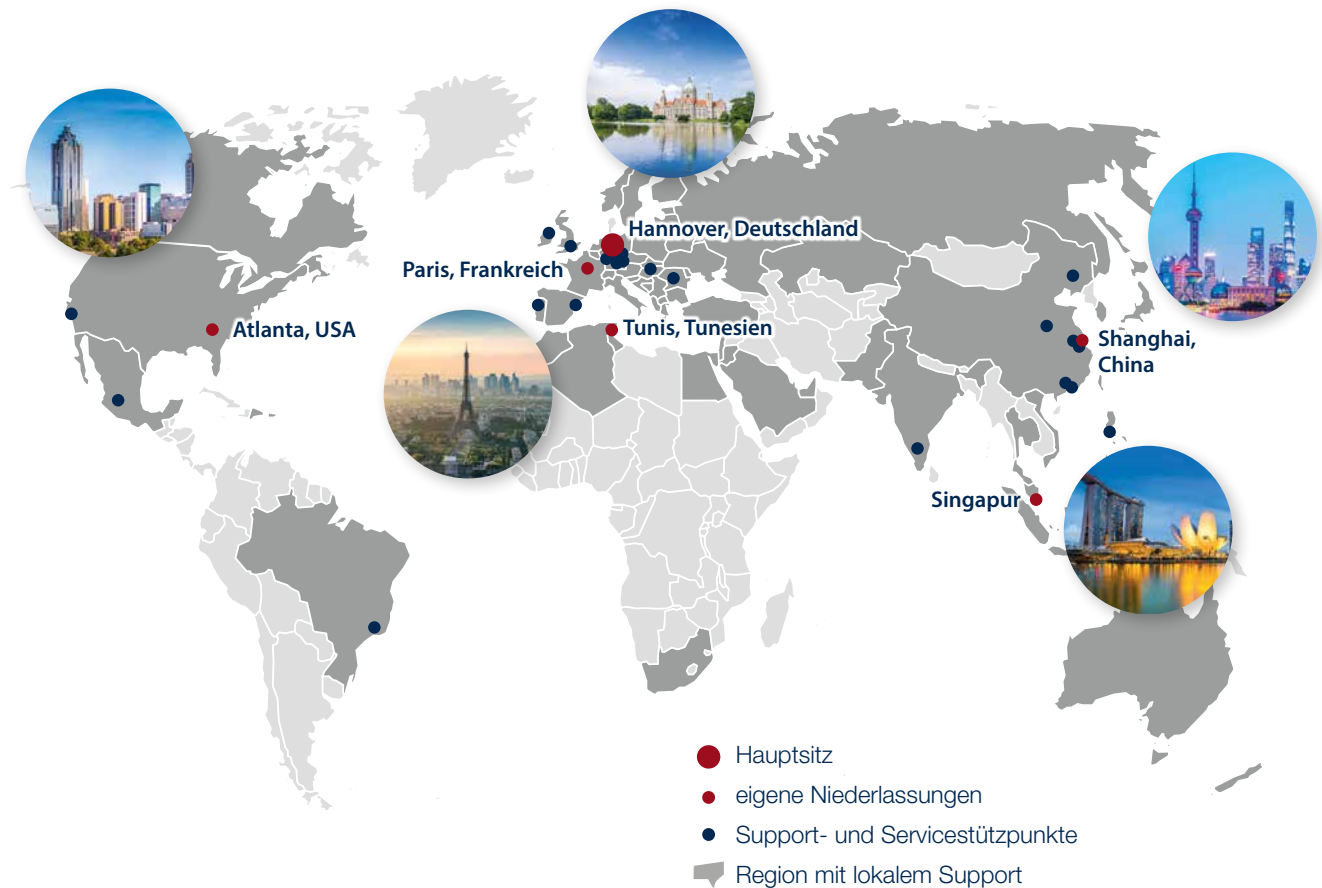 Hannover, Deutschland
Paris, Frankreich
Atlanta, USA
Tunis, Tunesien
Shanghai,
China
Singapur
Hauptsitz
eigene Niederlassungen
Support- und Servicestützpunkte
Region mit lokalem Support